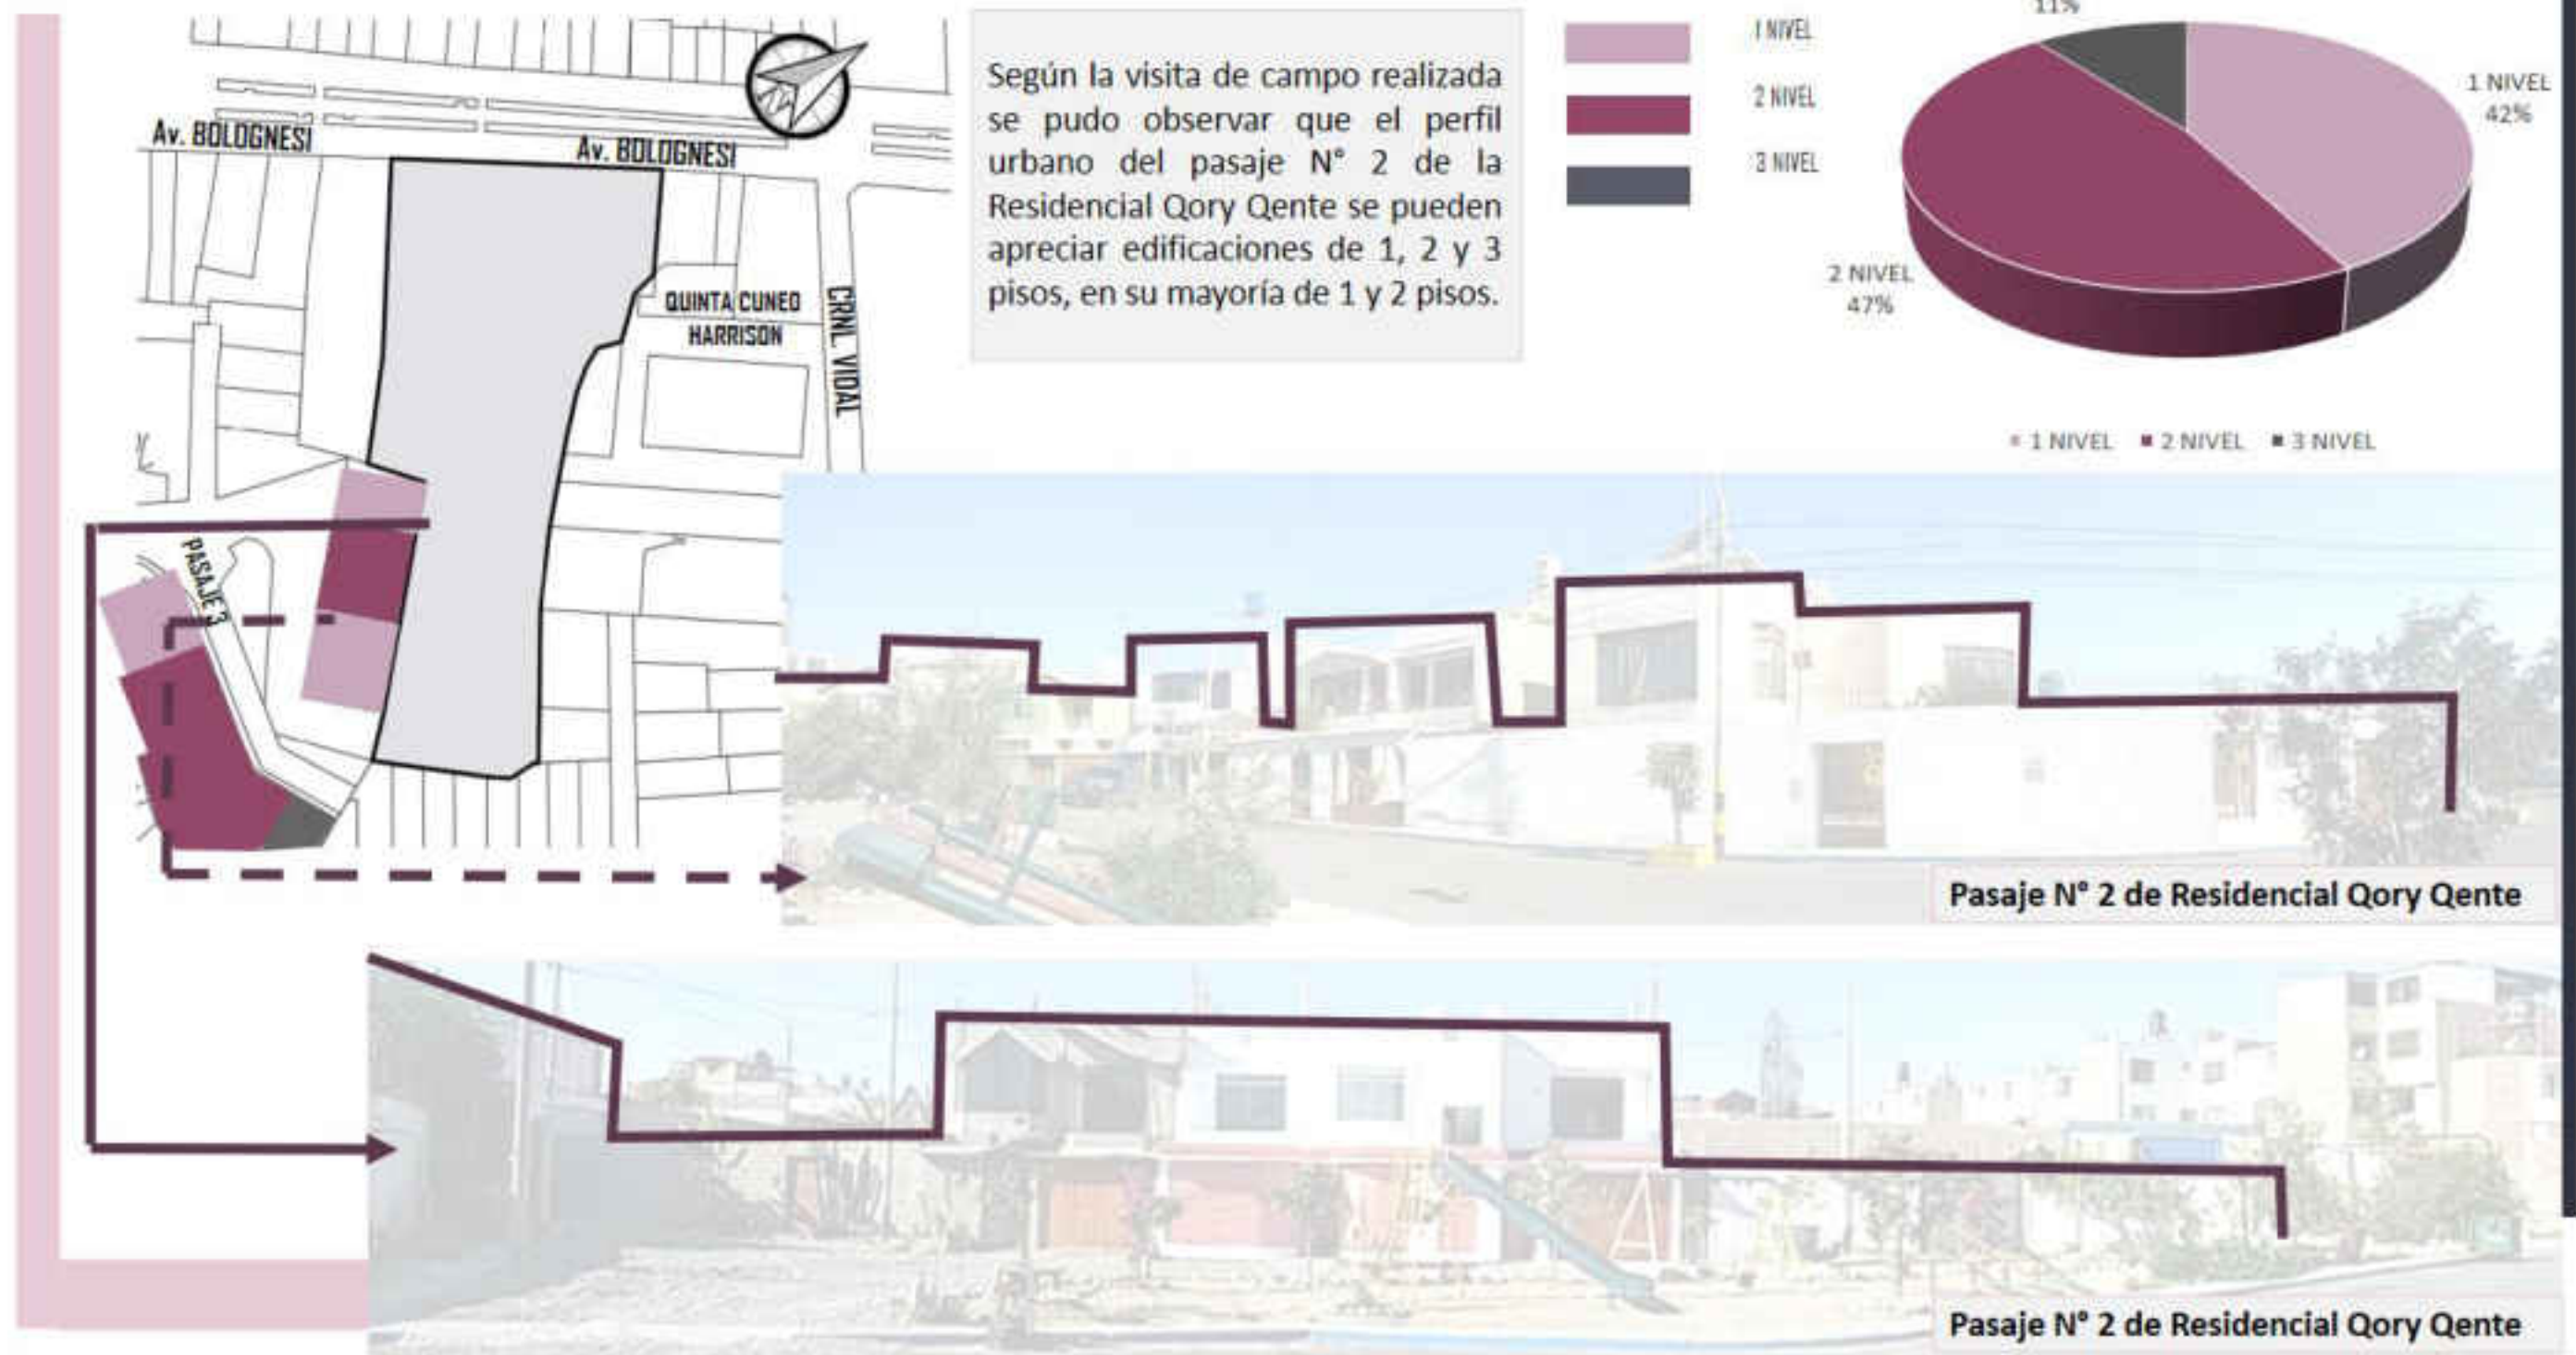 Av. BOLOGNESI
Av. BOLOGNESI
QUINTA CUNEO
HARRISON
CRNL VIDAL
PASAJE 3
Según la visita de campo realizada
se pudo observar que el perfil
urbano del pasaje N° 2 de la
Residencial Qory Qente se pueden
apreciar edificaciones de 1, 2 y 3
pisos, en su mayoría de 1 y 2 pisos.
1 NIVEL
2 NIVEL
3 NIVEL
11%
1 NIVEL
42%
2 NIVEL
47%
1 NIVEL 2 NIVEL 3 NIVEL
Pasaje N° 2 de Residencial Qory Qente
Pasaje N° 2 de Residencial Qory Qente